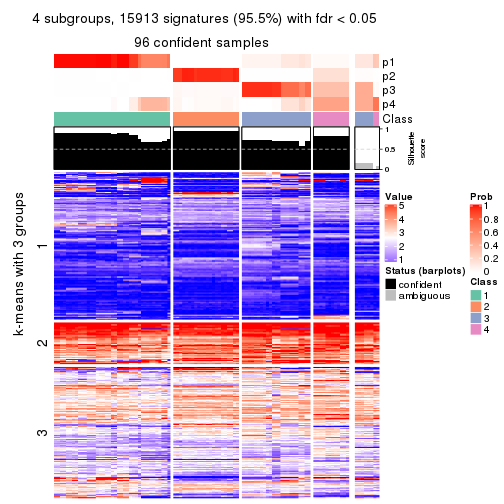 4 subgroups, 15913 signatures (95.5%) with fdr < 0.05
96 confident samples
p1
p2
p3
p4
Class
1
0.5
0
Silhouette
score
k-means with 3 groups
1
2
3
Value
5
4
3
2
1
Status (barplots)
confident
ambiguous
Prob
1
0.8
0.6
0.4
0.2
0
Class
1
2
3
4